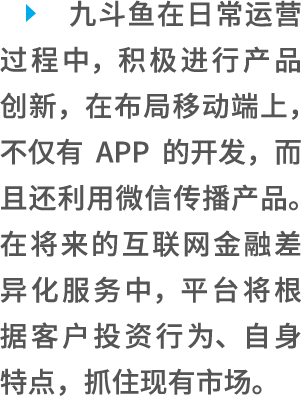 九斗鱼在日常运营
过程中，积极进行产品
创新，在布局移动端上，
不仅有 APP 的开发，而
且还利用微信传播产品。
在将来的互联网金融差
异化服务中，平台将根
据客户投资行为、自身
特点，抓住现有市场。